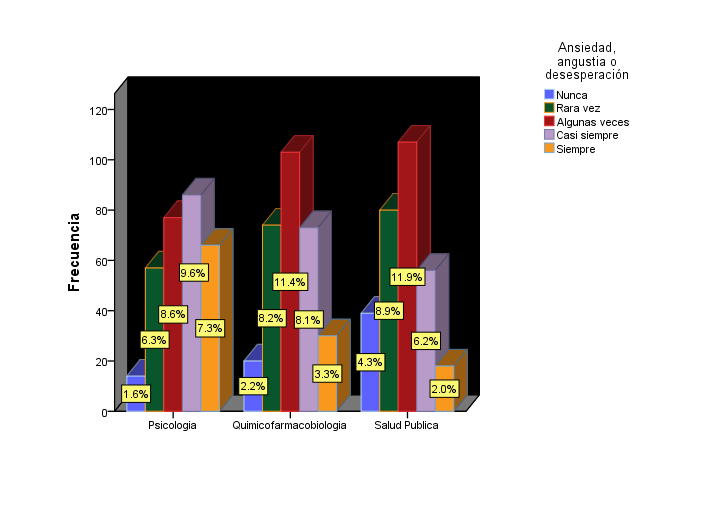 Ansiedad,
angustia o
desesperación
Nunca
Rara vez
Algunas veces
Casi siempre
Siempre
Frecuencia
120
100
80
60
40
20
0
1.6%
6.3%
8.6%
9.6%
7.3%
2.2%
8.2%
11.4%
8.1%
3.3%
4.3%
8.9%
11.9%
6.2%
2.0%
Psicologia
Quimicofarmacobiologia
Salud Publica